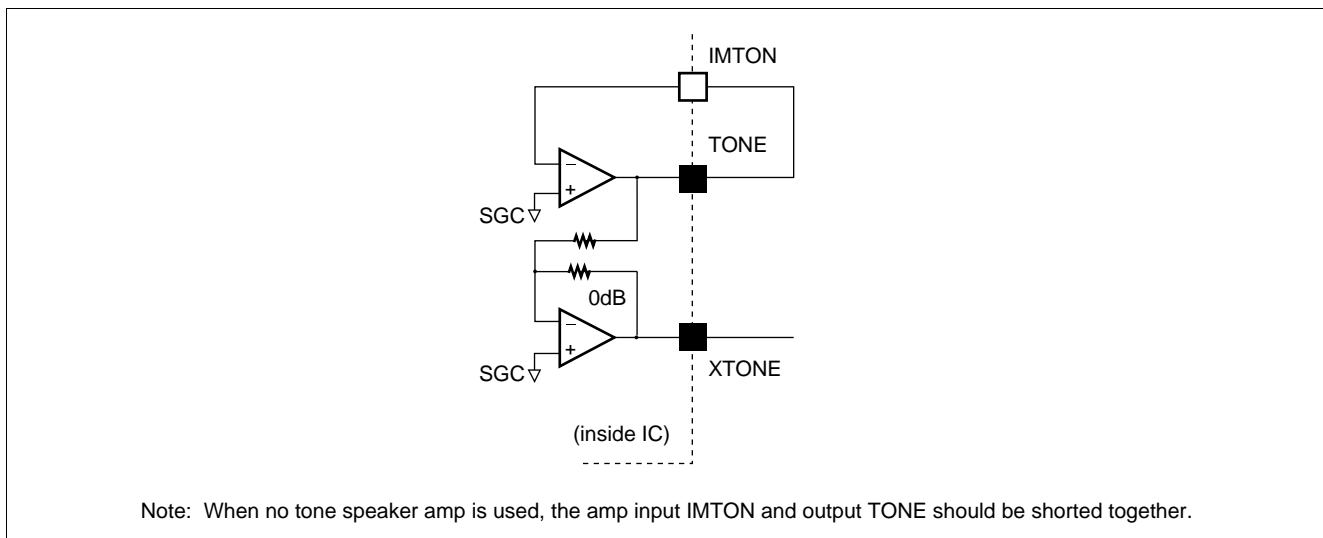 IMTON
TONE
−
+
SGC
0dB
−
+
SGC
XTONE
(inside IC)
Note: When no tone speaker amp is used, the amp input IMTON and output TONE should be shorted together.